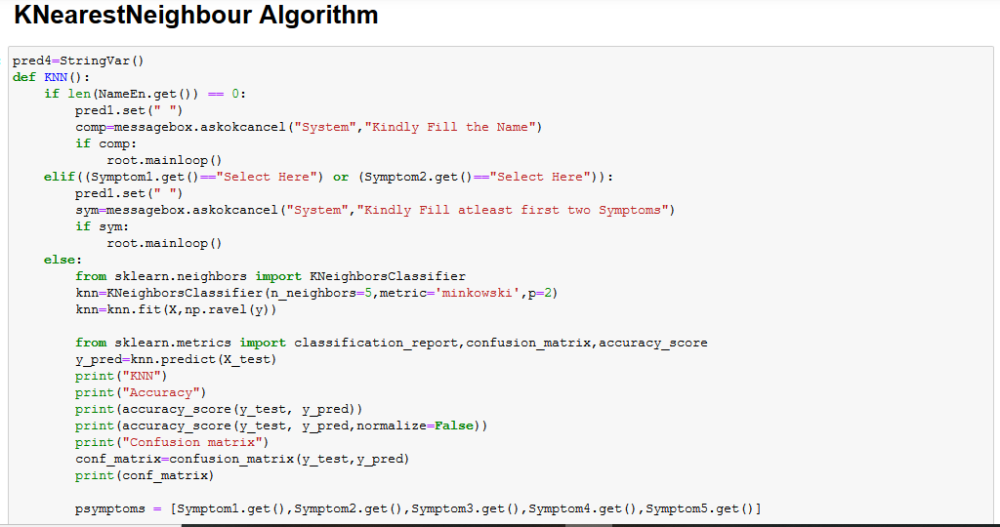 KNearestNeighbour Algorithm
pred4=StringVar()
def KNN():
    if len(NameEn.get()) == 0:
        pred1.set(" ")
        comp=messagebox.askokcancel("System","Kindly Fill the Name")
        if comp:
            root.mainloop()
    elif((Symptom1.get()=="Select Here") or (Symptom2.get()=="Select Here")):
        pred1.set(" ")
        sym=messagebox.askokcancel("System","Kindly Fill atleast first two Symptoms")
        if sym:
            root.mainloop()
    else:
        from sklearn.neighbors import KNeighborsClassifier
        knn=KNeighborsClassifier(n_neighbors=5,metric='minkowski',p=2)
        knn=knn.fit(X,np.ravel(y))

        from sklearn.metrics import classification_report,confusion_matrix,accuracy_score
        y_pred=knn.predict(X_test)
        print("KNN")
        print("Accuracy")
        print(accuracy_score(y_test, y_pred))
        print(accuracy_score(y_test, y_pred,normalize=False))
        print("Confusion matrix")
        conf_matrix=confusion_matrix(y_test,y_pred)
        print(conf_matrix)

        psymptoms = [Symptom1.get(),Symptom2.get(),Symptom3.get(),Symptom4.get(),Symptom5.get()]